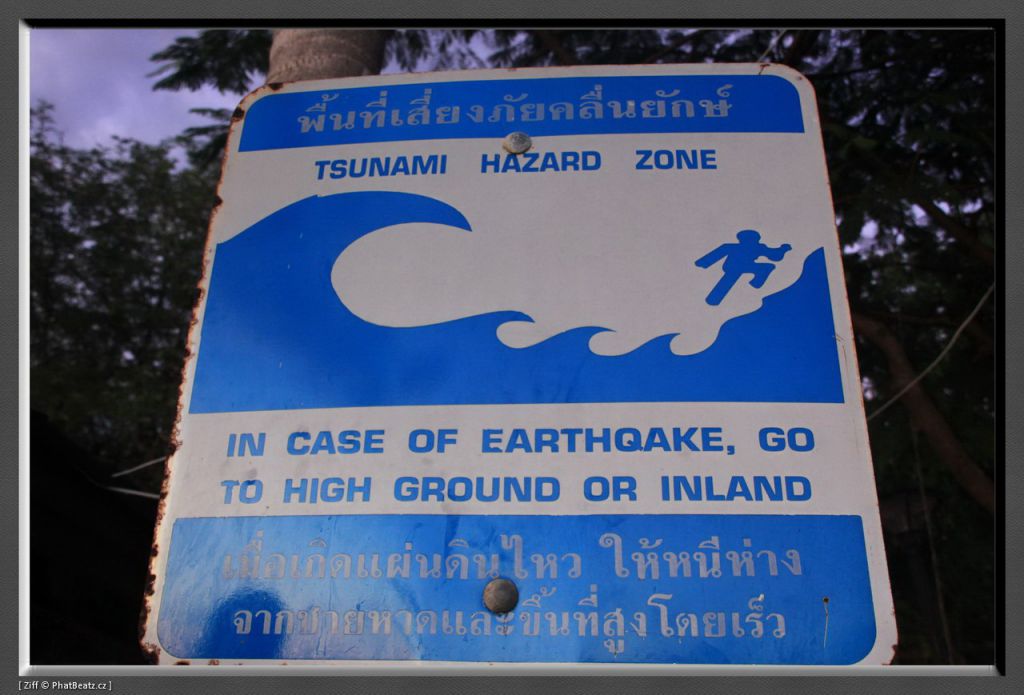 พื้นที่เสี่ยงภัยคลื่นยักษ์
TSUNAMI HAZARD ZONE
IN CASE OF EARTHQAKE, GO
TO HIGH GROUND OR INLAND
เมื่อเกิดแผ่นดินไหว ให้หนีห่าง
จากชายหาดและขึ้นที่สูงโดยเร็ว
[ Ziff © PhatBeatz.cz ]